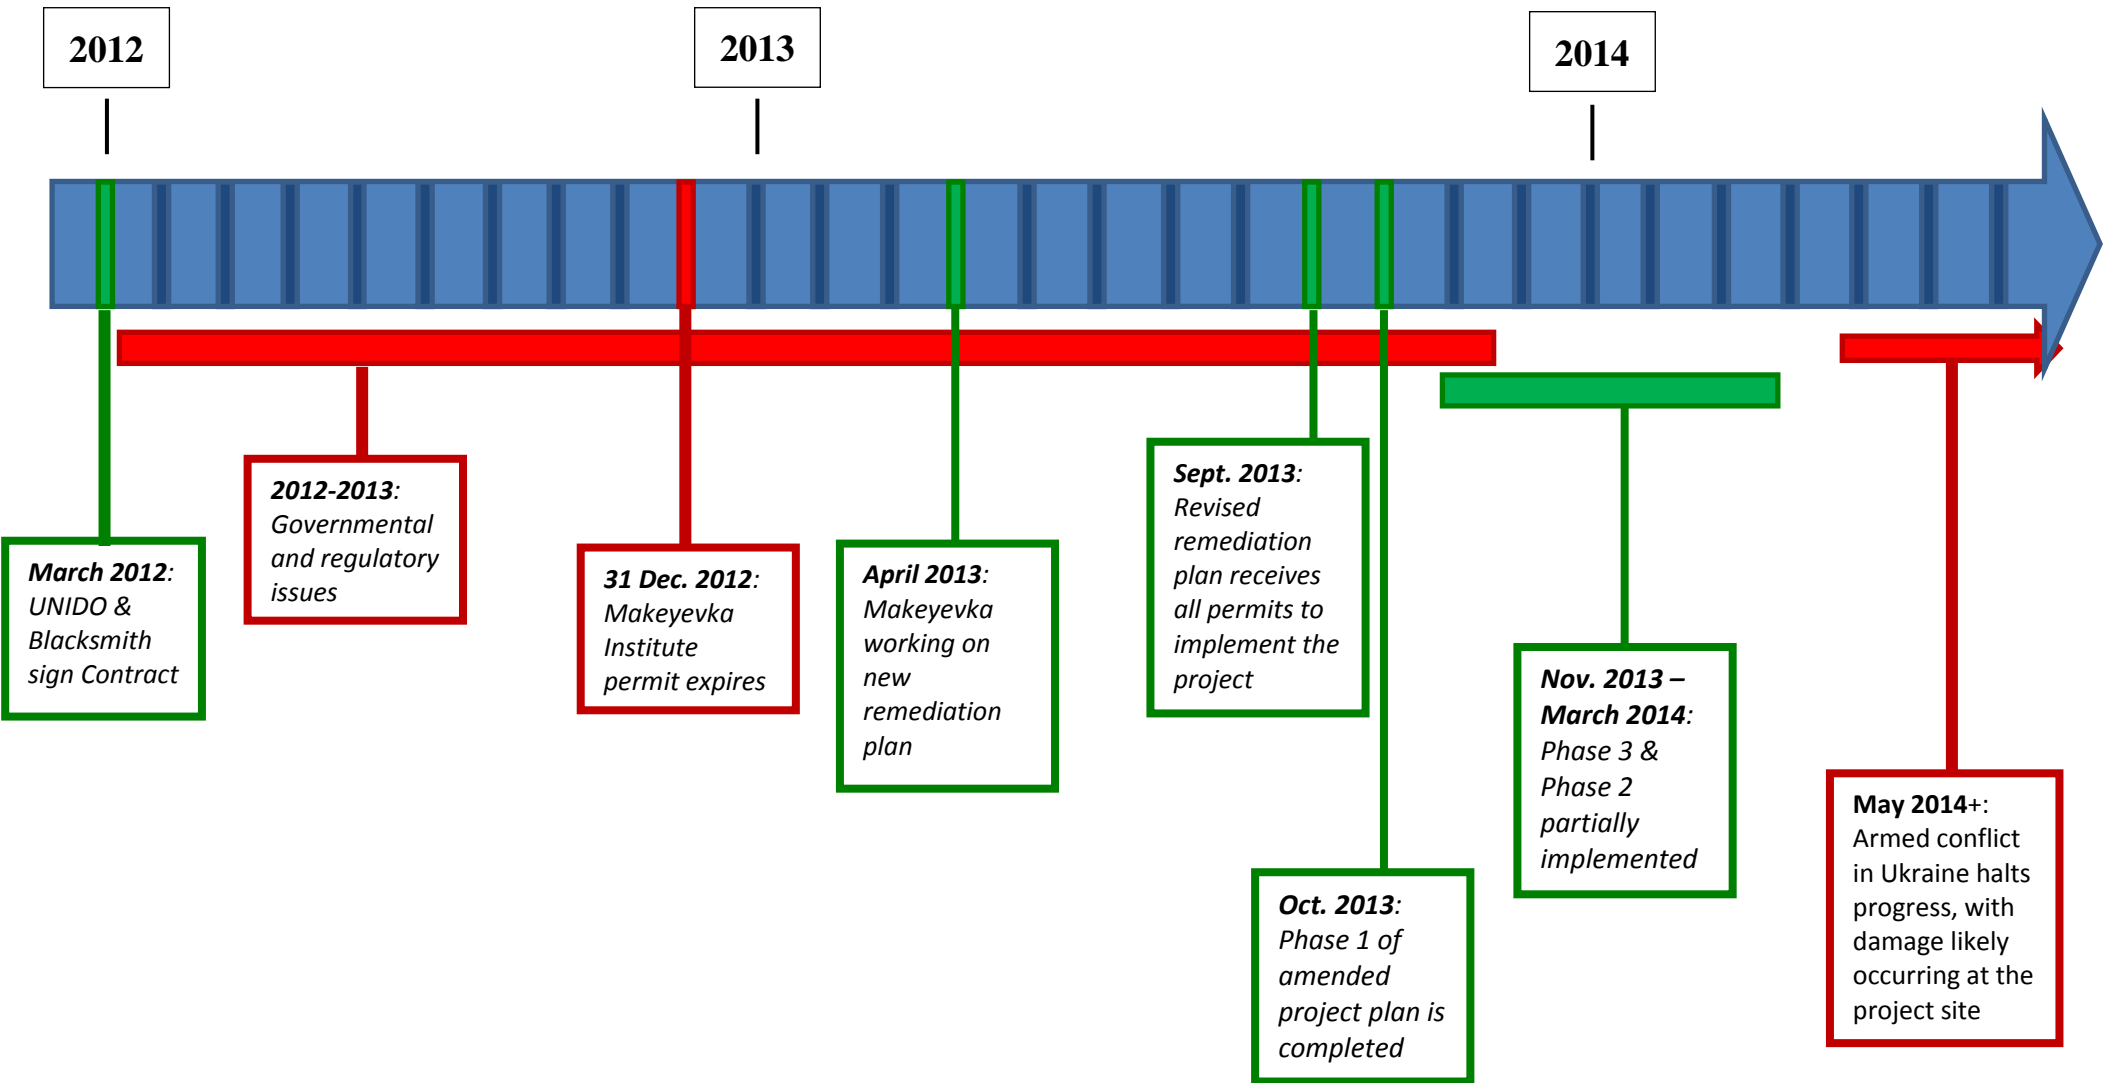 2012
2013
2014
March 2012:
UNIDO &
Blacksmith
sign Contract
2012-2013:
Governmental
and regulatory
issues
31 Dec. 2012:
Makeyevka
Institute
permit expires
April 2013:
Makeyevka
working on
new
remediation
plan
Sept. 2013:
Revised
remediation
plan receives
all permits to
implement the
project
Oct. 2013:
Phase 1 of
amended
project plan is
completed
Nov. 2013 –
March 2014:
Phase 3 &
Phase 2
partially
implemented
May 2014+:
Armed conflict
in Ukraine halts
progress, with
damage likely
occurring at the
project site